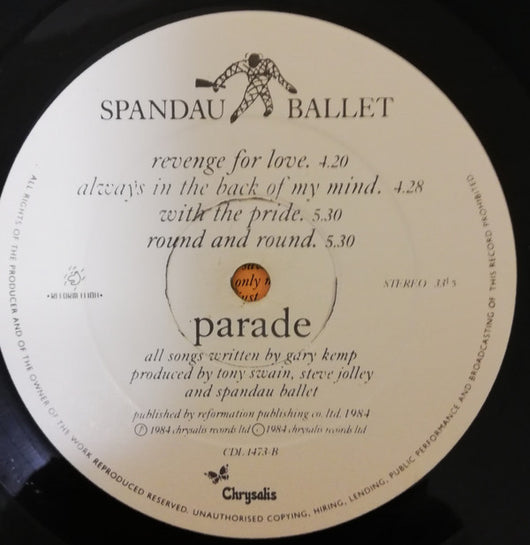 SPANDAU BALLET
revenge for love. 4.20
always in the back of my mind. 4.28
with the pride. 5.30
round and round. 5.30
STEREO 33⅓
only
parade
all songs written by gary kemp
produced by tony swain, steve jolley
and spandau ballet
published by reformation publishing co. ltd. 1984
Ⓟ 1984 chrysalis records ltd Ⓒ 1984 chrysalis records ltd
CDL 1473-B
Chrysalis
ALL RIGHTS OF THE PRODUCER AND OF THE OWNER OF THE WORK REPRODUCED RESERVED. UNAUTHORISED COPYING, HIRING, LENDING, PUBLIC PERFORMANCE AND BROADCASTING OF THIS RECORD PROHIBITED